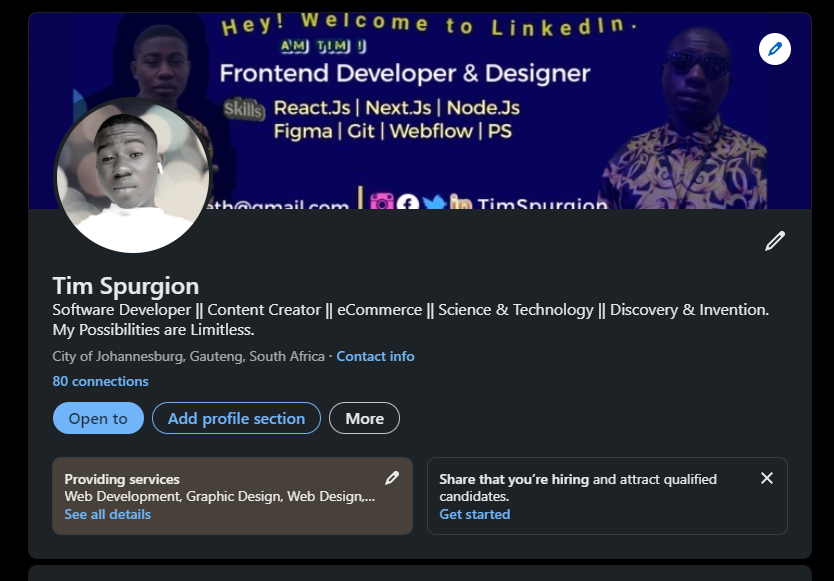 Hey! Welcome to LinkedIn.
AM TIM !
Frontend Developer & Designer
skills React.Js | Next.Js | Node.Js
Figma | Git | Webflow | PS
eth@gmail.com | TimSpurgion
Tim Spurgion
Software Developer || Content Creator || eCommerce || Science & Technology || Discovery & Invention.
My Possibilities are Limitless.
City of Johannesburg, Gauteng, South Africa · Contact info
80 connections
Open to Add profile section More
Providing services
Web Development, Graphic Design, Web Design,...
See all details
Share that you’re hiring and attract qualified
candidates.
Get started